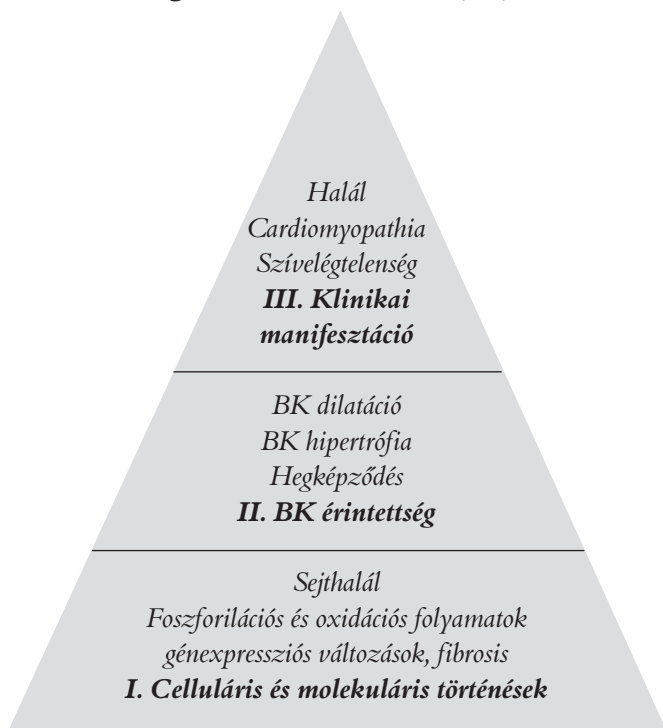 Halál
Cardiomyopathia
Szívelégtelenség
III. Klinikai
manifesztáció
BK dilatáció
BK hipertrófia
Hegképződés
II. BK érintettség
Sejthalál
Foszforilációs és oxidációs folyamatok
génexpressziós változások, fibrosis
I. Celluláris és molekuláris történések